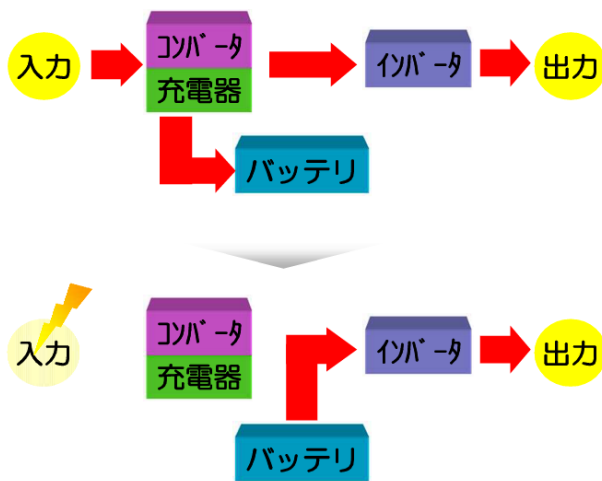 入力
コンバータ
充電器
インバータ
出力
バッテリ
入力
コンバータ
充電器
インバータ
出力
バッテリ